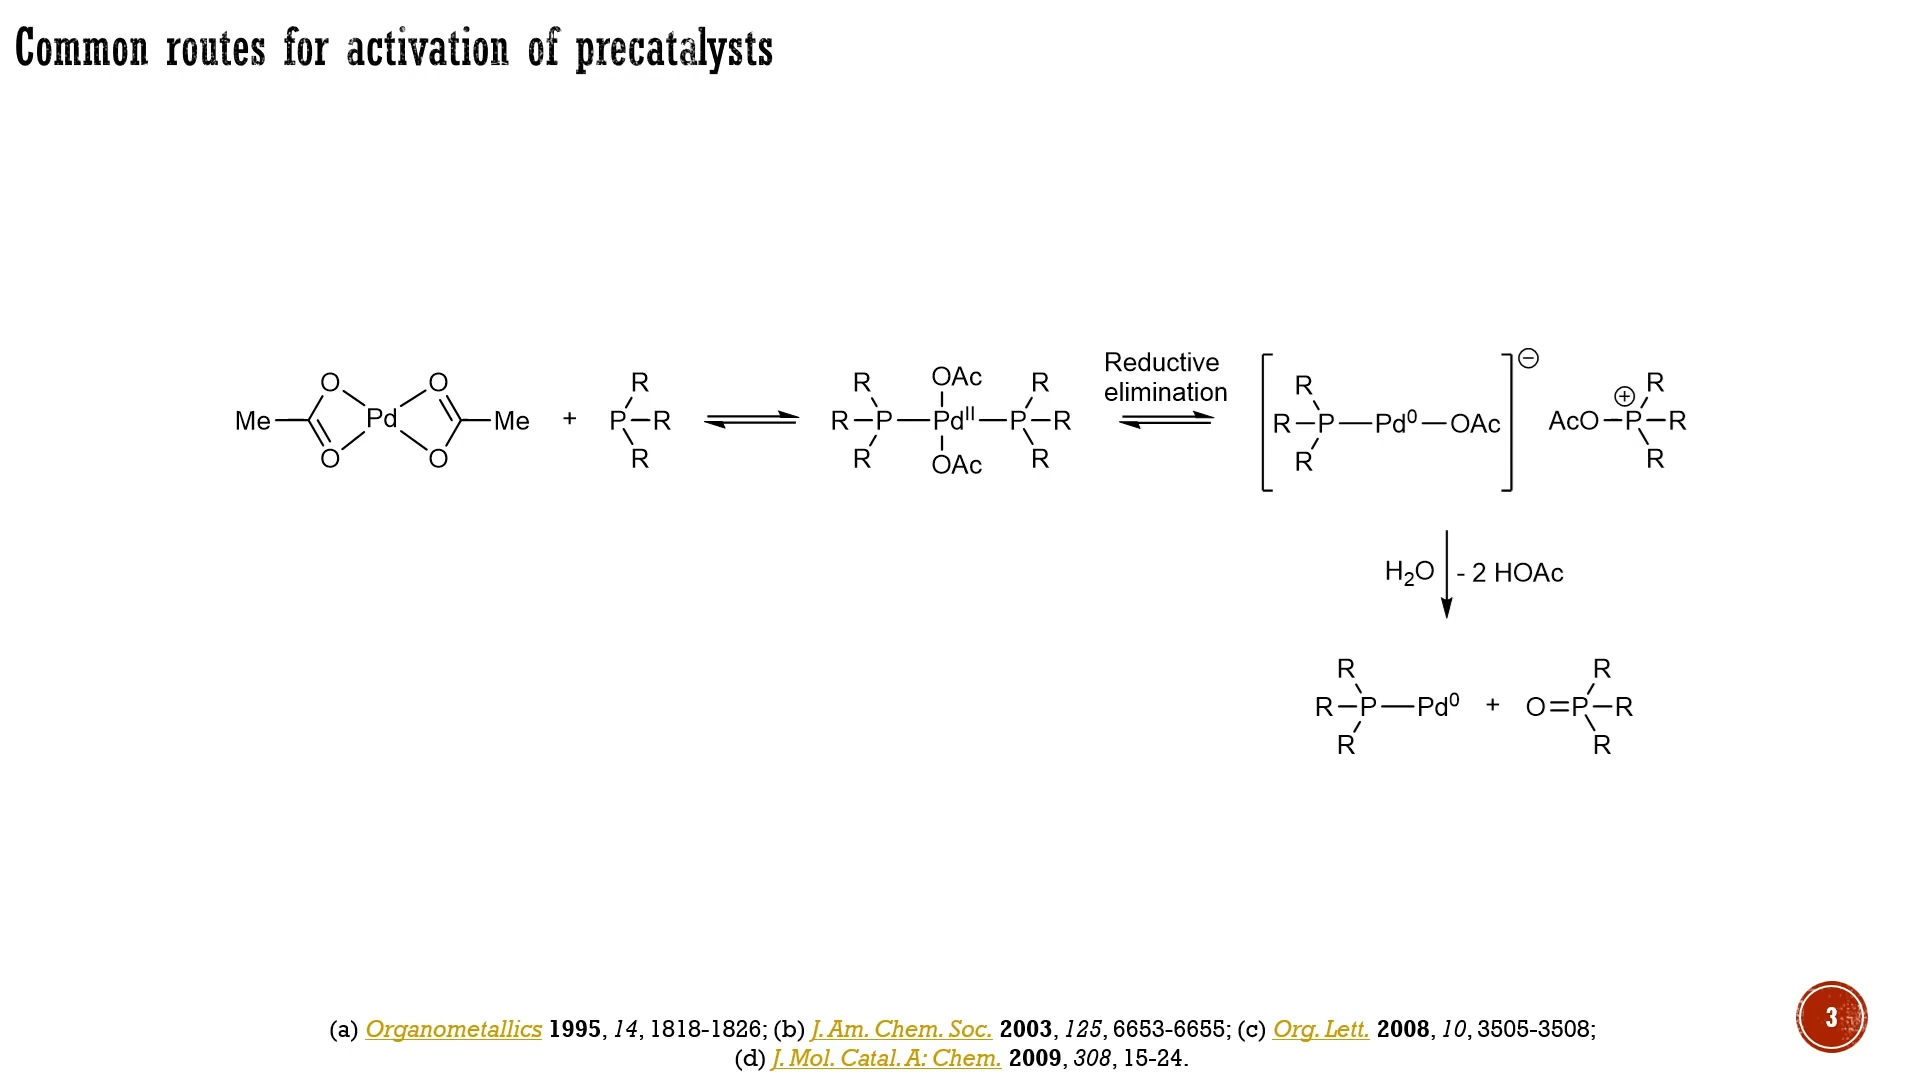 Common routes for activation of precatalysts
Me O O Pd O O Me + P R R R
R R R P Pd^II OAc OAc P R R R
Reductive
elimination
[ R R R P Pd^0 OAc ] ⊖ AcO P ⊕ R R R
H₂O - 2 HOAc
R R R P Pd^0 + O=P R R R
(a) Organometallics 1995, 14, 1818-1826; (b) J. Am. Chem. Soc. 2003, 125, 6653-6655; (c) Org. Lett. 2008, 10, 3505-3508;
(d) J. Mol. Catal. A: Chem. 2009, 308, 15-24.
3